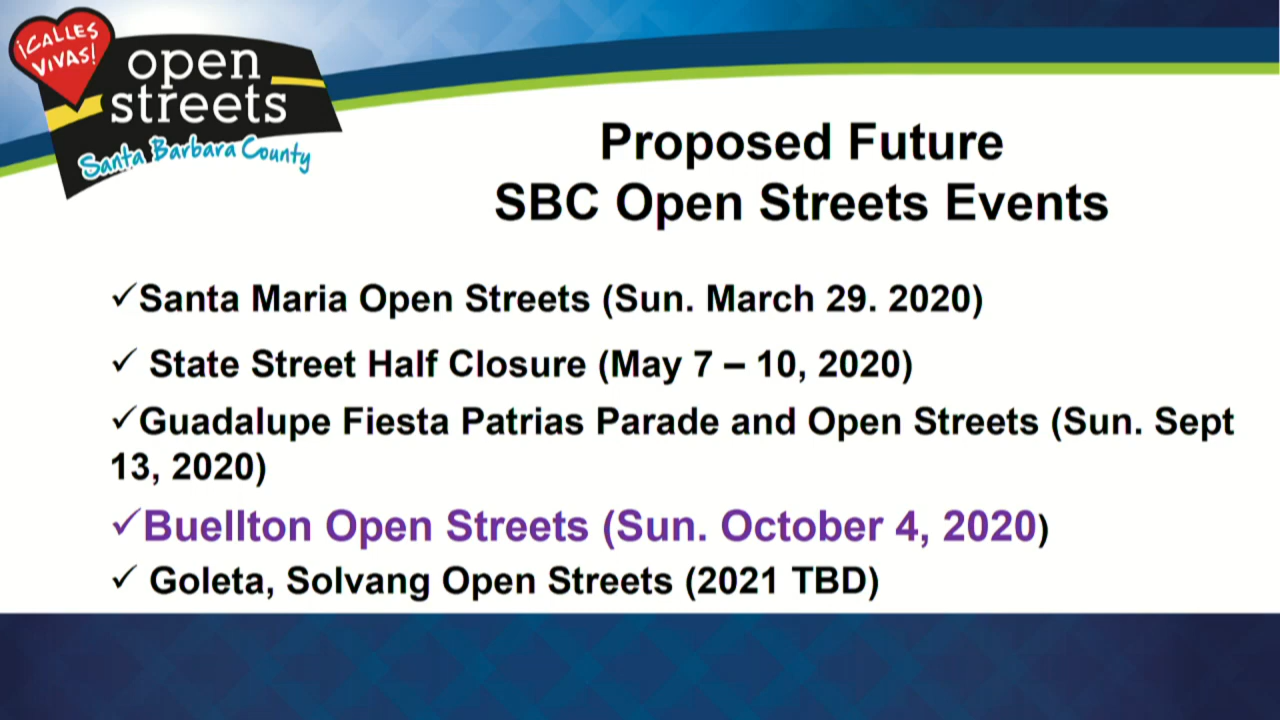 ¡CALLES
VIVAS!
open
streets
Santa Barbara County
Proposed Future
SBC Open Streets Events
✓Santa Maria Open Streets (Sun. March 29. 2020)
✓ State Street Half Closure (May 7 – 10, 2020)
✓Guadalupe Fiesta Patrias Parade and Open Streets (Sun. Sept
13, 2020)
✓Buellton Open Streets (Sun. October 4, 2020)
✓ Goleta, Solvang Open Streets (2021 TBD)